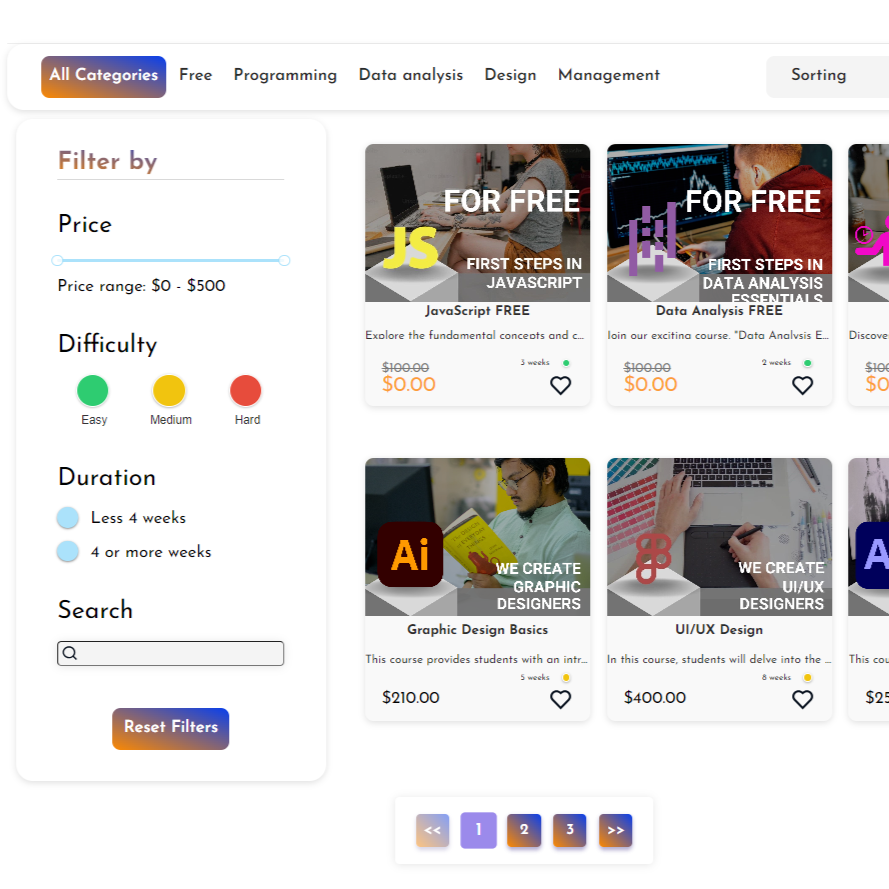 All Categories Free Programming Data analysis Design Management Sorting
Filter by
Price
Price range: $0 - $500
Difficulty
Easy Medium Hard
Duration
Less 4 weeks
4 or more weeks
Search
Reset Filters
FOR FREE
JS
FIRST STEPS IN
JAVASCRIPT
JavaScript FREE
Explore the fundamental concepts and c...
3 weeks
$100.00
$0.00
FOR FREE
FIRST STEPS IN
DATA ANALYSIS
ESSENTIALS
Data Analysis FREE
Join our exciting course, "Data Analysis E...
2 weeks
$100.00
$0.00
Discove
$100
$0
Ai
WE CREATE
GRAPHIC
DESIGNERS
Graphic Design Basics
This course provides students with an intr...
5 weeks
$210.00
WE CREATE
UI/UX
DESIGNERS
UI/UX Design
In this course, students will delve into the ...
8 weeks
$400.00
A
This cou
$25
<< 1 2 3 >>